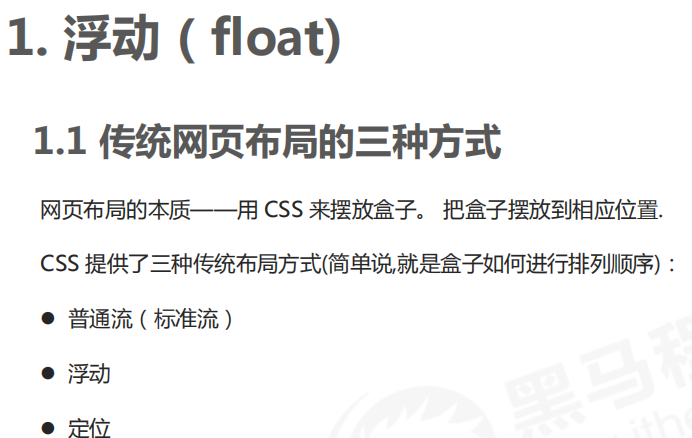 1. 浮动（float)
1.1 传统网页布局的三种方式
网页布局的本质——用 CSS 来摆放盒子。 把盒子摆放到相应位置.
CSS 提供了三种传统布局方式(简单说,就是盒子如何进行排列顺序)：
● 普通流（标准流）
● 浮动
● 定位
黑马程